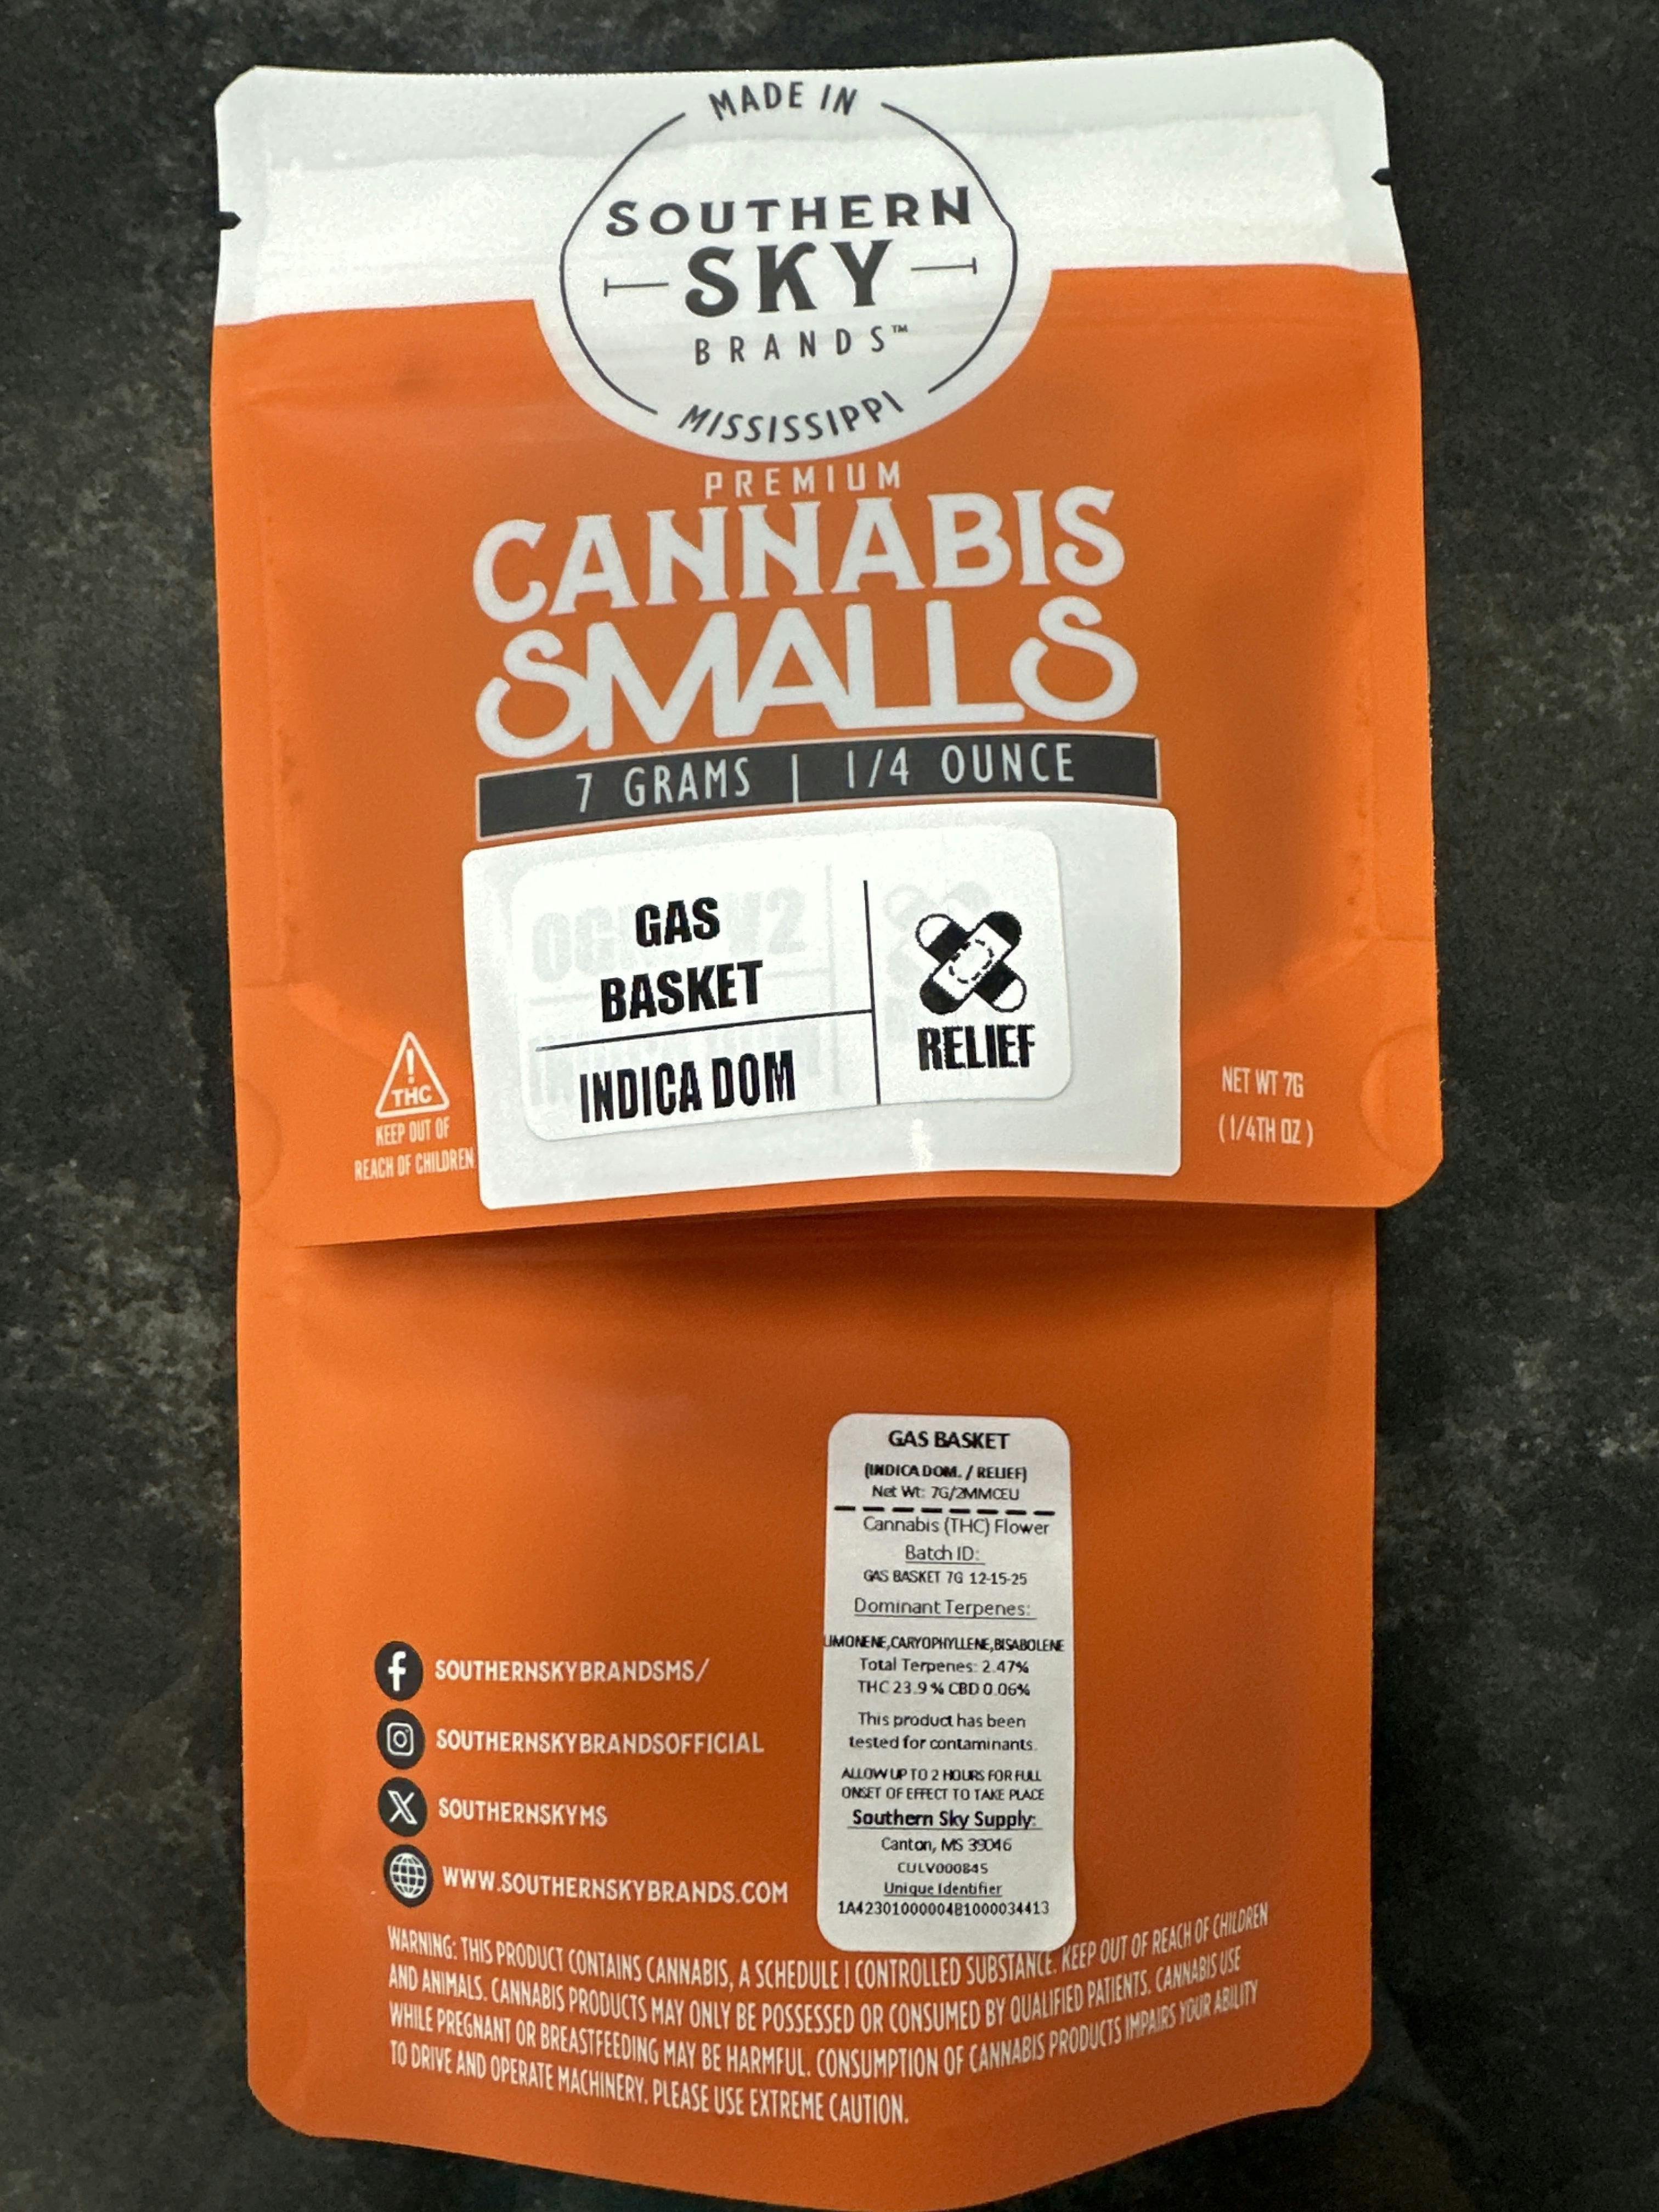 MADE IN
SOUTHERN
SKY
BRANDS™
MISSISSIPPI
PREMIUM
CANNABIS
SMALLS
7 GRAMS | 1/4 OUNCE
GAS
BASKET
INDICA DOM
RELIEF
! THC
KEEP OUT OF
REACH OF CHILDREN
NET WT 7G
(1/4TH OZ)
GAS BASKET
(INDICA DOM. / RELIEF)
Net Wt: 7G/2MMCEU
Cannabis (THC) Flower
Batch ID:
GAS BASKET 7G 12-15-25
Dominant Terpenes:
LIMONENE,CARYOPHYLLENE,BISABOLENE
Total Terpenes: 2.47%
THC 23.9 % CBD 0.06%
This product has been
tested for contaminants.
ALLOW UP TO 2 HOURS FOR FULL
ONSET OF EFFECT TO TAKE PLACE
Southern Sky Supply:
Canton, MS 39046
CULV000845
Unique Identifier
1A42301000004B1000034413
SOUTHERNSKYBRANDSMS/
SOUTHERNSKYBRANDSOFFICIAL
SOUTHERNSKYMS
WWW.SOUTHERNSKYBRANDS.COM
WARNING: THIS PRODUCT CONTAINS CANNABIS, A SCHEDULE I CONTROLLED SUBSTANCE. KEEP OUT OF REACH OF CHILDREN
AND ANIMALS. CANNABIS PRODUCTS MAY ONLY BE POSSESSED OR CONSUMED BY QUALIFIED PATIENTS. CANNABIS USE
WHILE PREGNANT OR BREASTFEEDING MAY BE HARMFUL. CONSUMPTION OF CANNABIS PRODUCTS IMPAIRS YOUR ABILITY
TO DRIVE AND OPERATE MACHINERY. PLEASE USE EXTREME CAUTION.